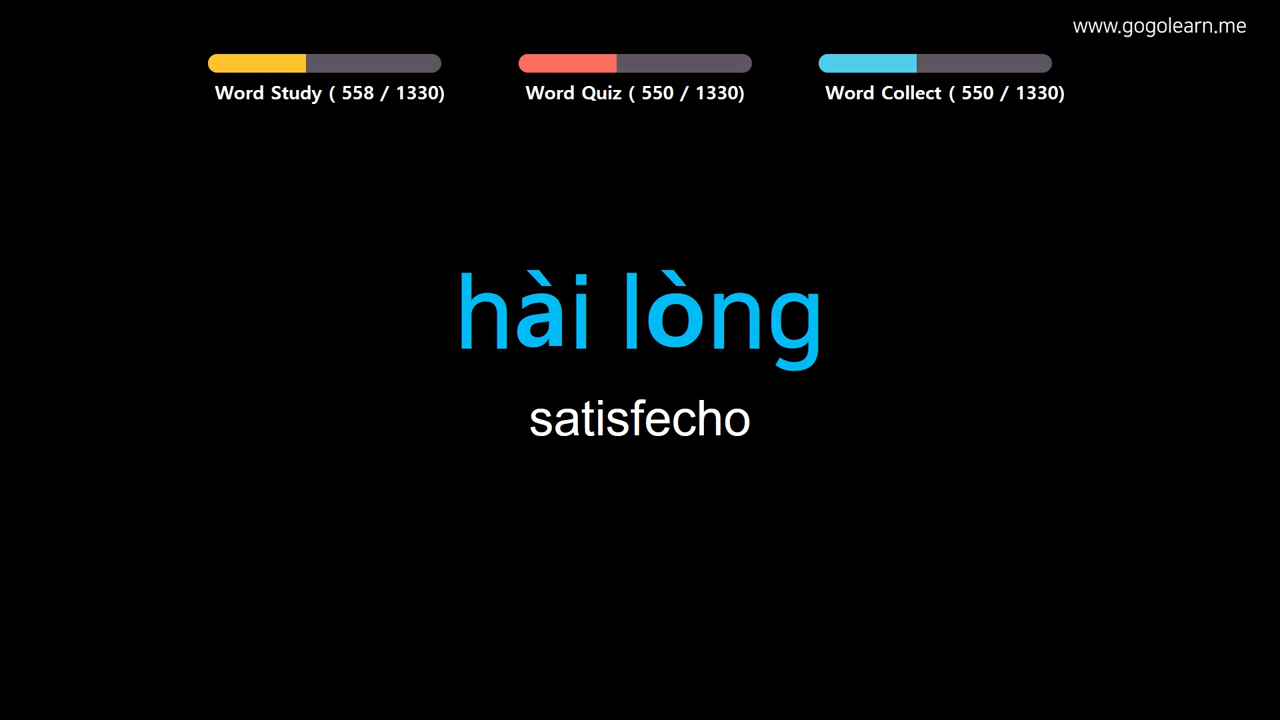 www.gogolearn.me
Word Study ( 558 / 1330)
Word Quiz ( 550 / 1330)
Word Collect ( 550 / 1330)
hài lòng
satisfecho